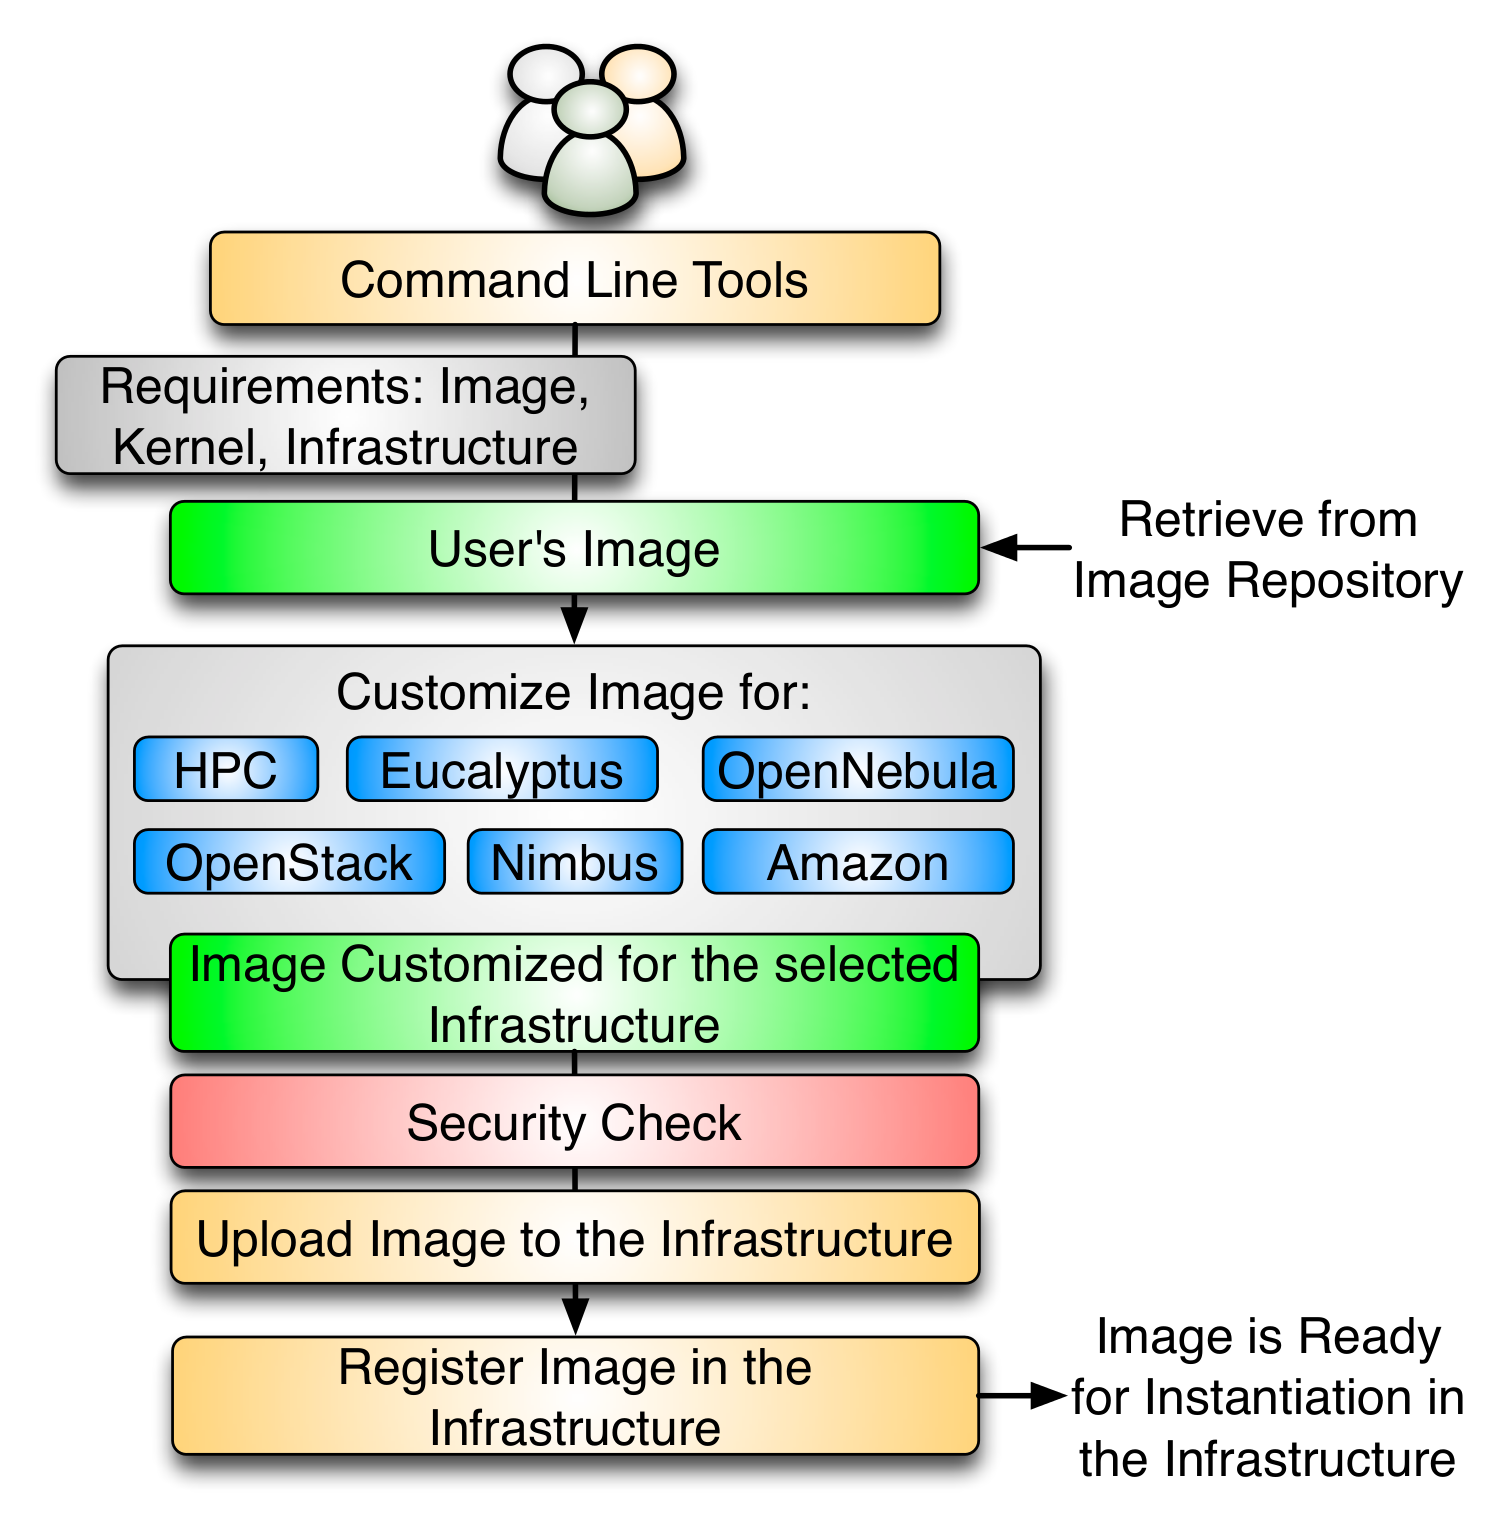 Command Line Tools
Requirements: Image,
Kernel, Infrastructure
User's Image
Retrieve from
Image Repository
Customize Image for:
HPC
Eucalyptus
OpenNebula
OpenStack
Nimbus
Amazon
Image Customized for the selected
Infrastructure
Security Check
Upload Image to the Infrastructure
Register Image in the
Infrastructure
Image is Ready
for Instantiation in
the Infrastructure